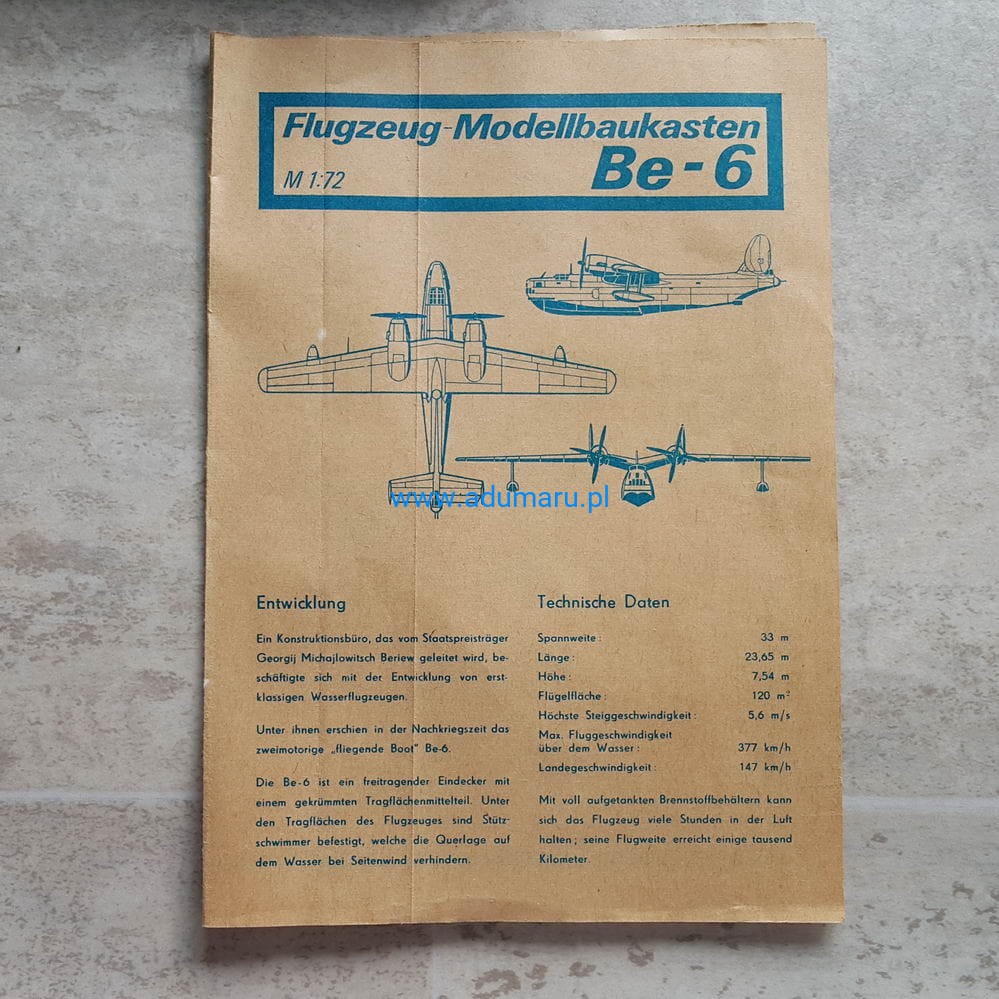 Flugzeug-Modellbaukasten
M 1:72
Be-6
www.adumaru.pl
Entwicklung
Ein Konstruktionsbüro, das vom Staatspreisträger
Georgij Michajlowitsch Beriew geleitet wird, be-
schäftigte sich mit der Entwicklung von erst-
klassigen Wasserflugzeugen.
Unter ihnen erschien in der Nachkriegszeit das
zweimotorige „fliegende Boot" Be-6.
Die Be-6 ist ein freitragender Eindecker mit
einem gekrümmten Tragflächenmittelteil. Unter
den Tragflächen des Flugzeuges sind Stütz-
schwimmer befestigt, welche die Querlage auf
dem Wasser bei Seitenwind verhindern.
Technische Daten
Spannweite: 33 m
Länge: 23,65 m
Höhe: 7,54 m
Flügelfläche: 120 m²
Höchste Steiggeschwindigkeit: 5,6 m/s
Max. Fluggeschwindigkeit
über dem Wasser: 377 km/h
Landegeschwindigkeit: 147 km/h
Mit voll aufgetankten Brennstoffbehältern kann
sich das Flugzeug viele Stunden in der Luft
halten; seine Flugweite erreicht einige tausend
Kilometer.